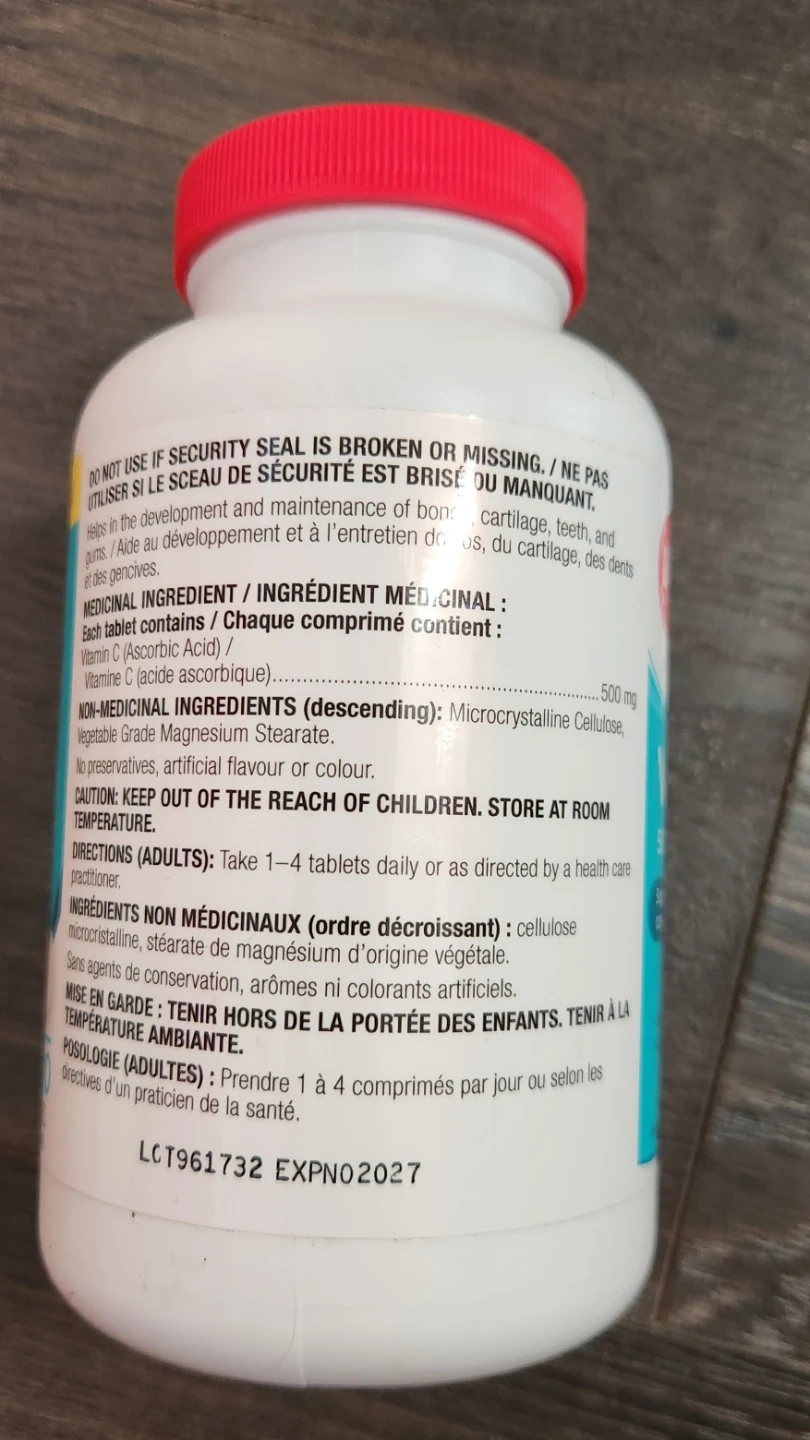 DO NOT USE IF SECURITY SEAL IS BROKEN OR MISSING. / NE PAS
UTILISER SI LE SCEAU DE SÉCURITÉ EST BRISÉ OU MANQUANT.
Helps in the development and maintenance of cartilage, teeth, and
gums. / Aide au développement et à l'entretien du cartilage, des dents
et des gencives.
MEDICINAL INGREDIENT / INGRÉDIENT MÉDICINAL :
Each tablet contains / Chaque comprimé contient :
Vitamin C (Ascorbic Acid) /
Vitamine C (acide ascorbique)........................................................500 mg
NON-MEDICINAL INGREDIENTS (descending): Microcrystalline Cellulose,
Vegetable Grade Magnesium Stearate.
No preservatives, artificial flavour or colour.
CAUTION: KEEP OUT OF THE REACH OF CHILDREN. STORE AT ROOM
TEMPERATURE.
DIRECTIONS (ADULTS): Take 1–4 tablets daily or as directed by a health care
practitioner.
INGRÉDIENTS NON MÉDICINAUX (ordre décroissant) : cellulose
microcristalline, stéarate de magnésium d'origine végétale.
Sans agents de conservation, arômes ni colorants artificiels.
MISE EN GARDE : TENIR HORS DE LA PORTÉE DES ENFANTS. TENIR À LA
TEMPÉRATURE AMBIANTE.
POSOLOGIE (ADULTES) : Prendre 1 à 4 comprimés par jour ou selon les
directives d'un praticien de la santé.
LOT961732 EXPNO2027